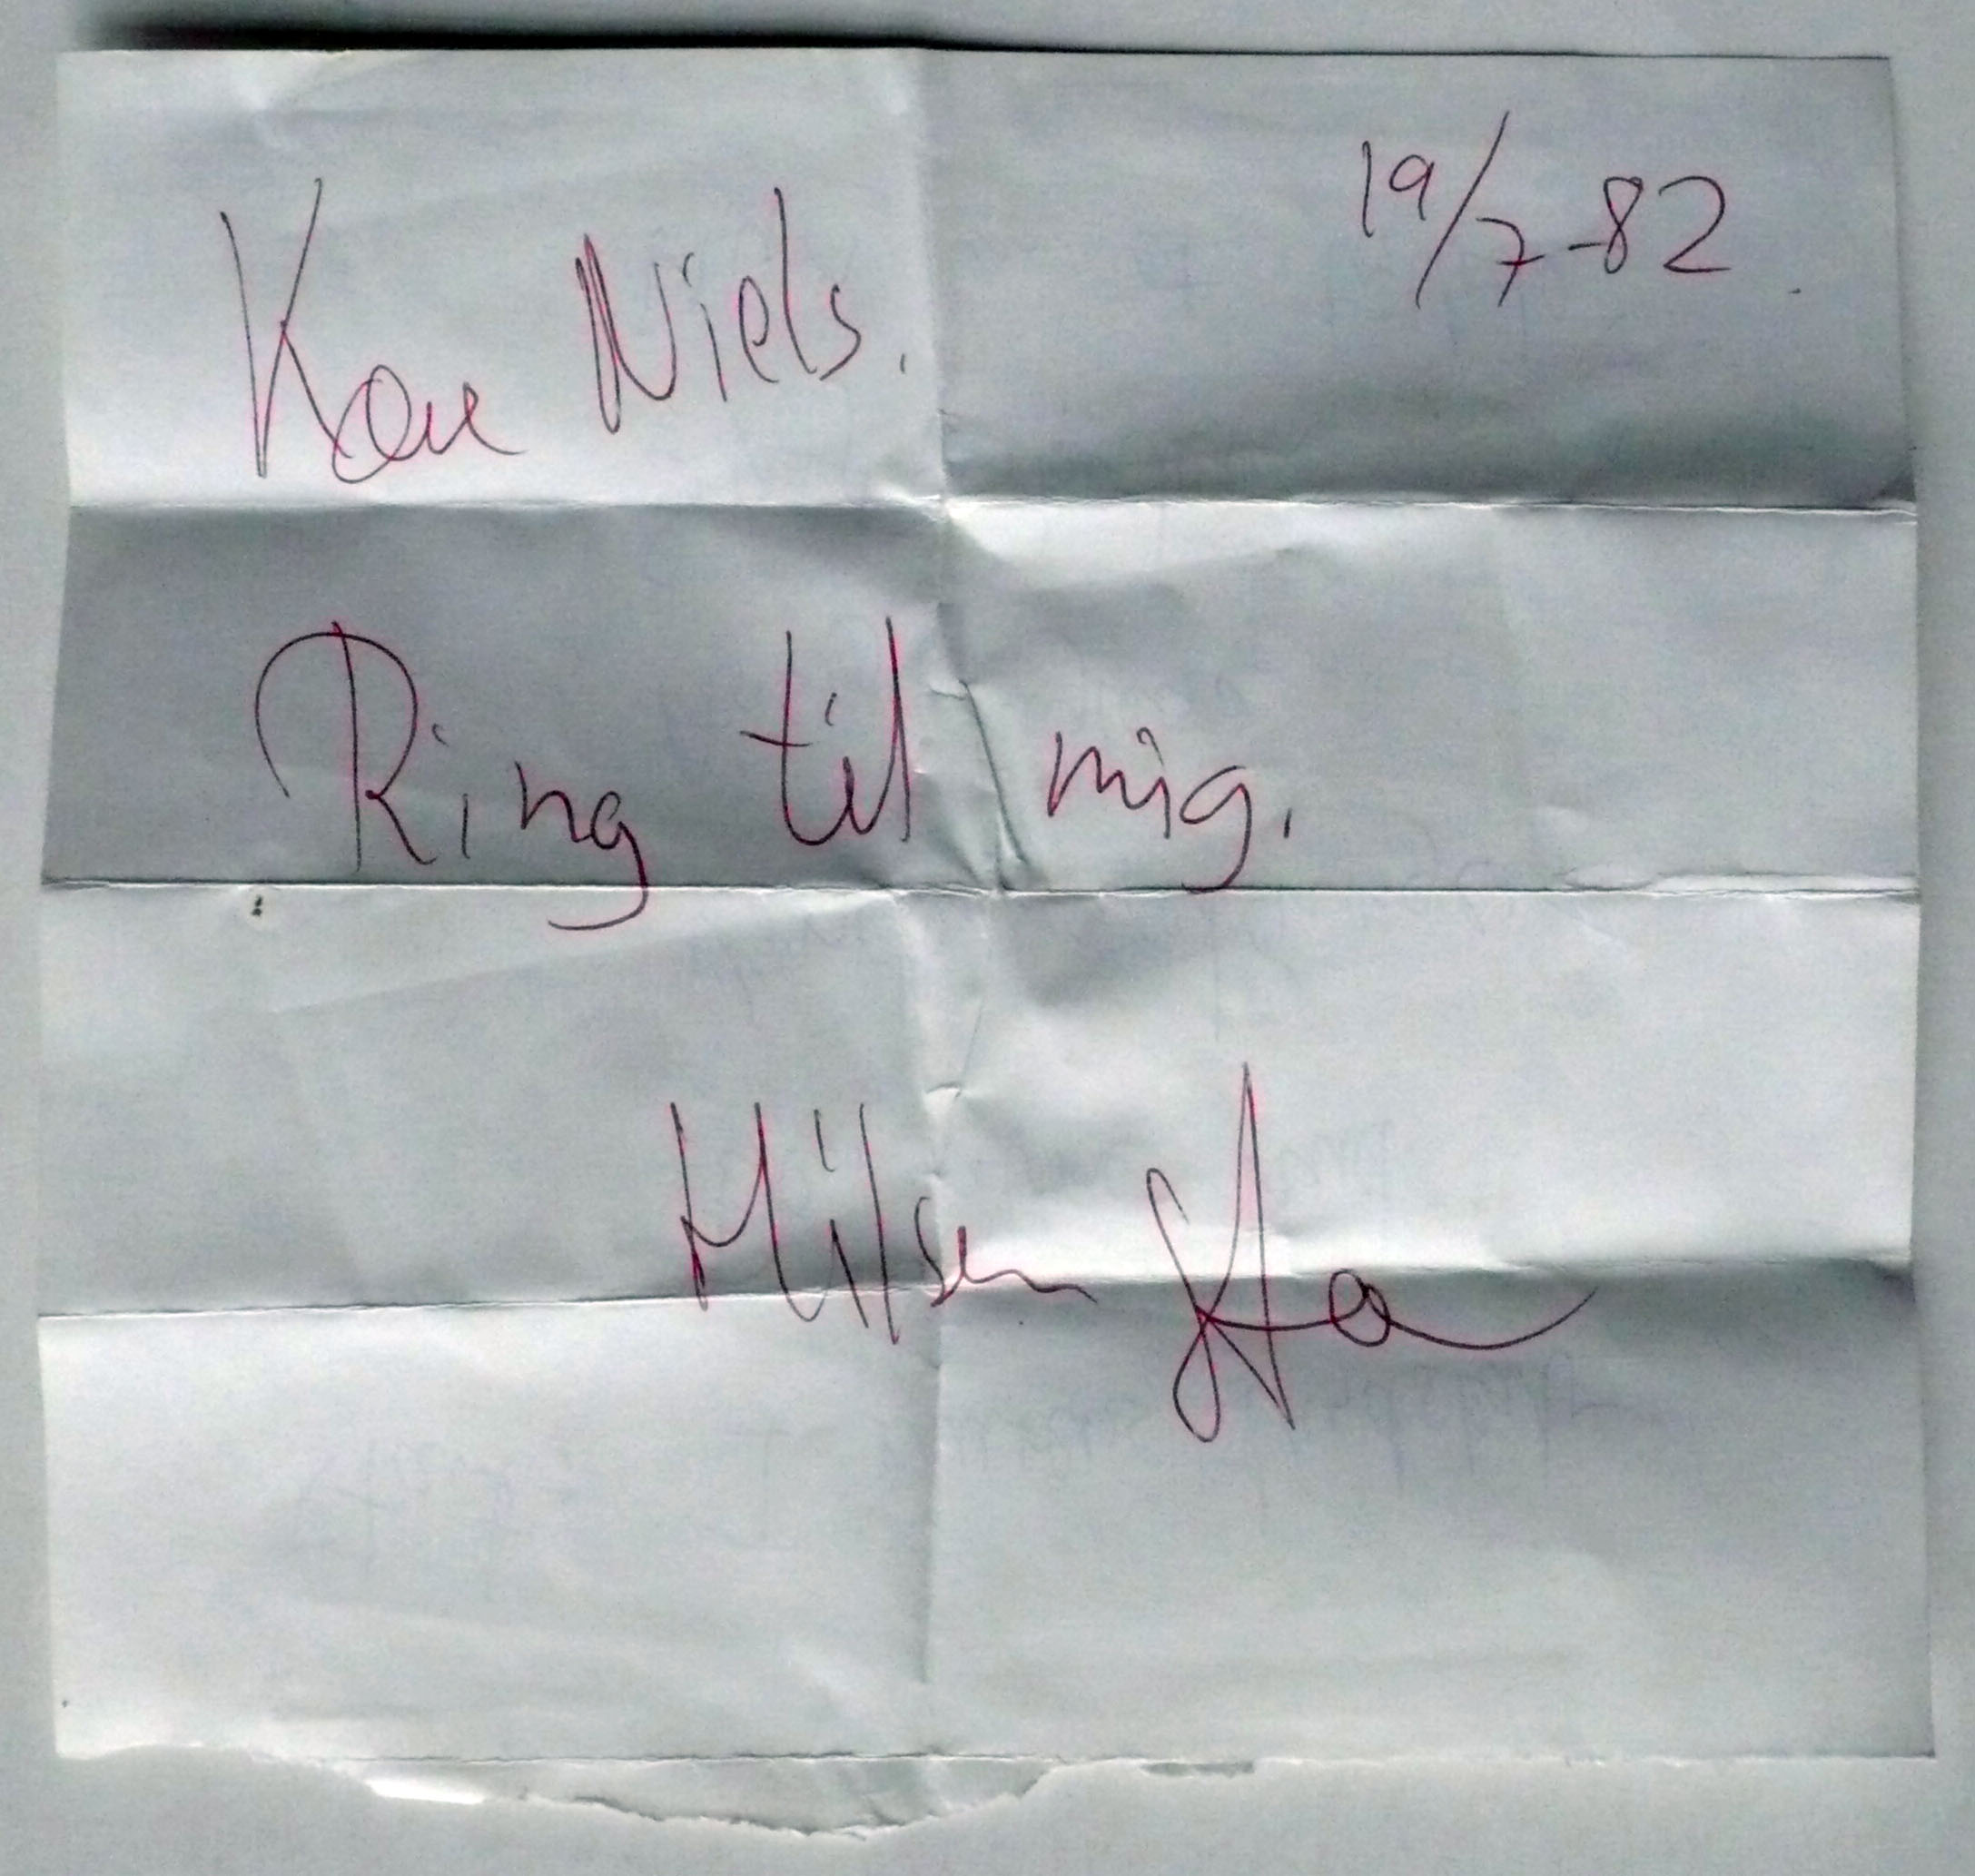 19/7-82.
Kære Niels.
Ring til mig.
Hilsen